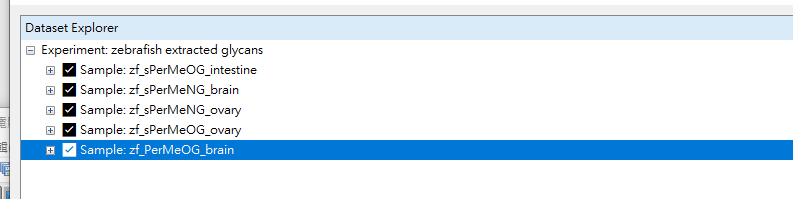 Dataset Explorer
Experiment: zebrafish extracted glycans
Sample: zf_sPerMeOG_intestine
Sample: zf_sPerMeNG_brain
Sample: zf_sPerMeNG_ovary
Sample: zf_sPerMeOG_ovary
Sample: zf_PerMeOG_brain